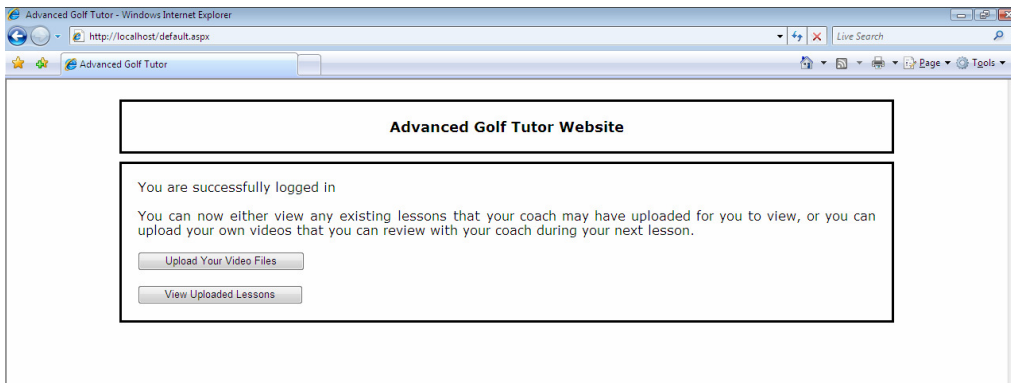 Advanced Golf Tutor - Windows Internet Explorer
http://localhost/default.aspx
Live Search
Advanced Golf Tutor
Page
Tools
Advanced Golf Tutor Website
You are successfully logged in
You can now either view any existing lessons that your coach may have uploaded for you to view, or you can
upload your own videos that you can review with your coach during your next lesson.
Upload Your Video Files
View Uploaded Lessons